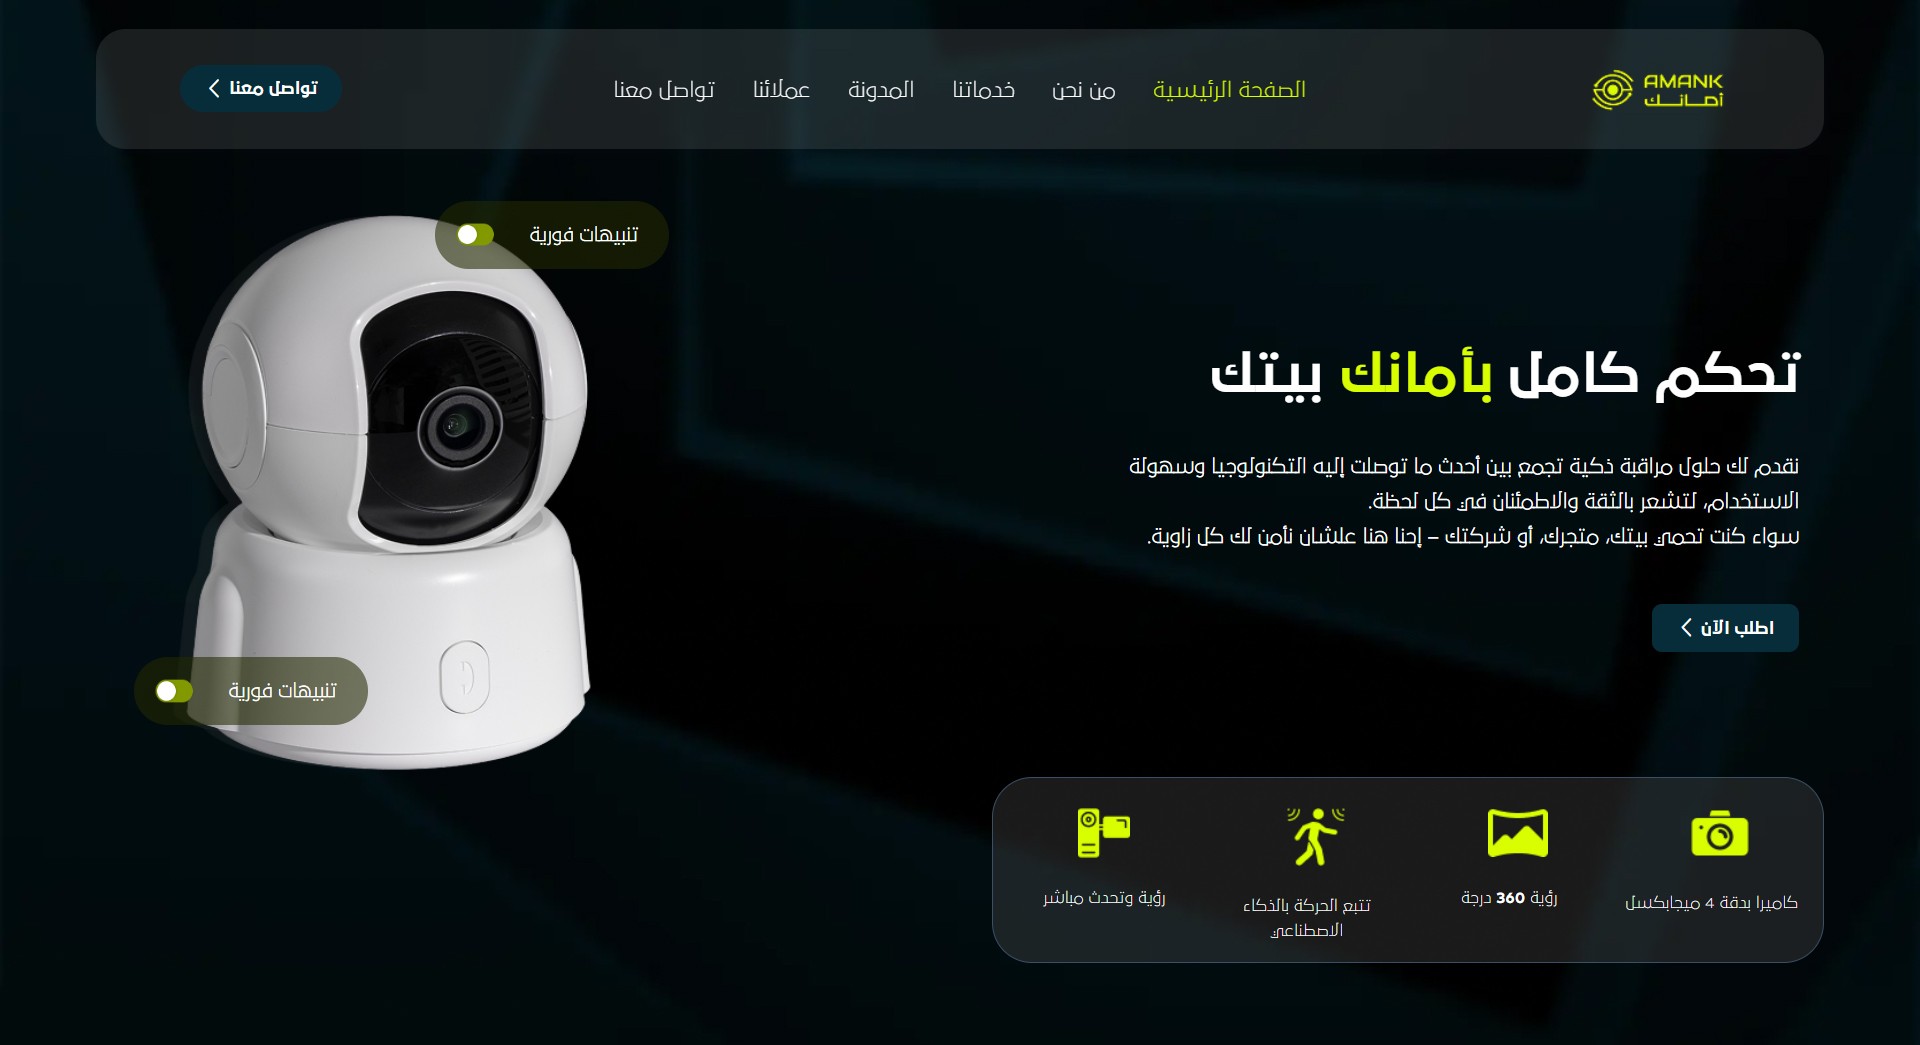 AMANK
أمانك
الصفحة الرئيسية
من نحن
خدماتنا
المدونة
عملائنا
تواصل معنا
تواصل معنا
تنبيهات فورية
تحكم كامل بأمانك بيتك
نقدم لك حلول مراقبة ذكية تجمع بين أحدث ما توصلت إليه التكنولوجيا وسهولة
الاستخدام، لتشعر بالثقة والاطمئنان في كل لحظة.
سواء كنت تحمي بيتك، متجرك، أو شركتك – إحنا هنا علشان نأمن لك كل زاوية.
اطلب الآن
تنبيهات فورية
كاميرا بدقة 4 ميجابكسل
رؤية 360 درجة
تتبع الحركة بالذكاء
الاصطناعي
رؤية وتحدث مباشر